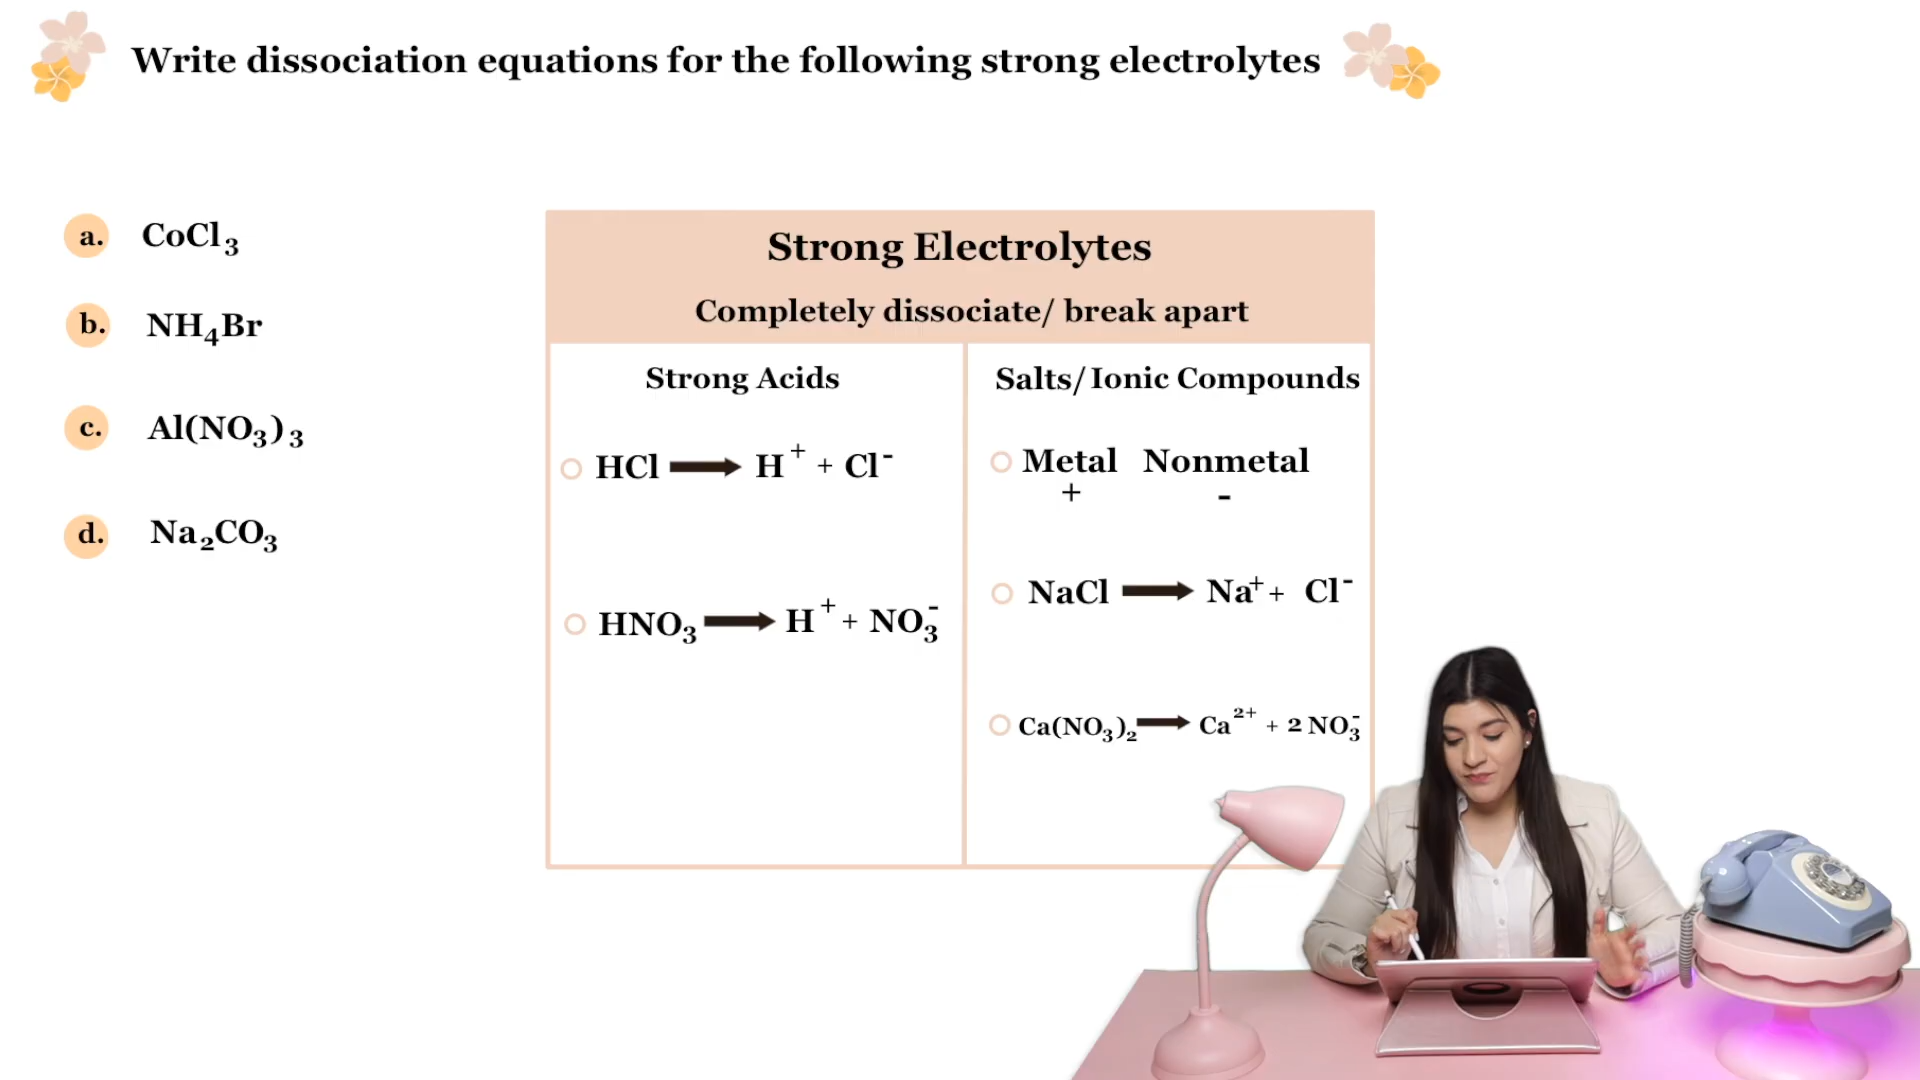 Write dissociation equations for the following strong electrolytes
a. CoCl₃
b. NH₄Br
c. Al(NO₃)₃
d. Na₂CO₃
Strong Electrolytes
Completely dissociate/ break apart
Strong Acids
HCl → H⁺ + Cl⁻
HNO₃ → H⁺ + NO₃⁻
Salts/Ionic Compounds
Metal Nonmetal
+ -
NaCl → Na⁺ + Cl⁻
Ca(NO₃)₂ → Ca²⁺ + 2 NO₃⁻